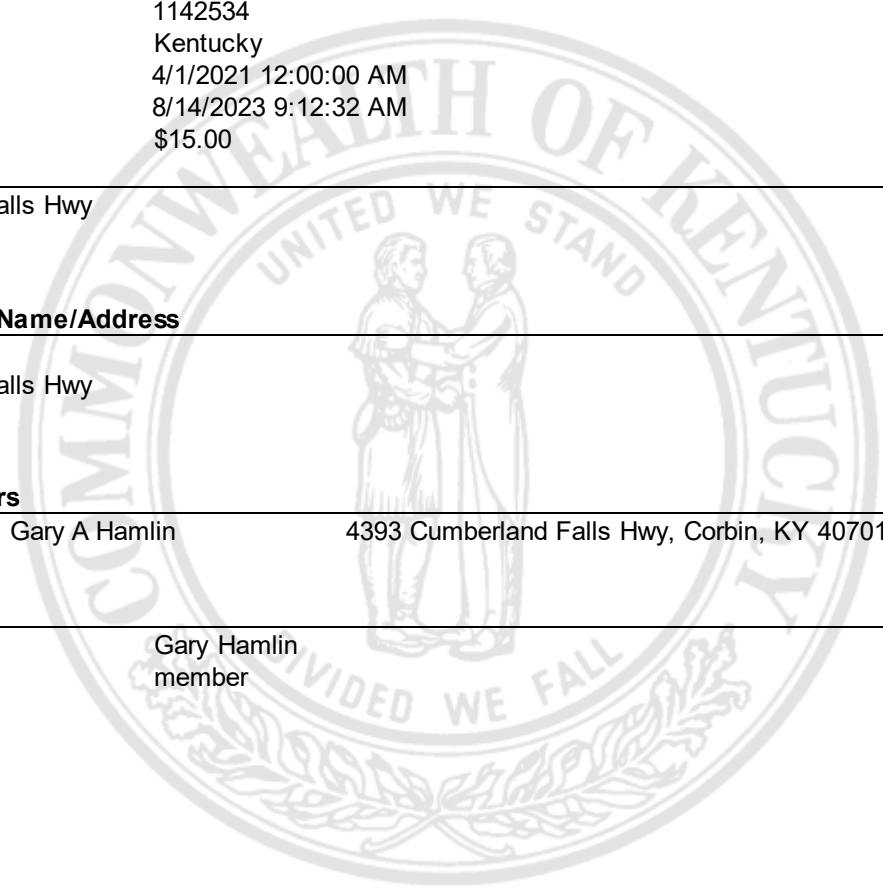 1142534
Kentucky
4/1/2021 12:00:00 AM
8/14/2023 9:12:32 AM
$15.00
alls Hwy
Name/Address
alls Hwy
rs
Gary A Hamlin 4393 Cumberland Falls Hwy, Corbin, KY 40701
Gary Hamlin
member
COMMONWEALTH OF KENTUCKY
UNITED WE STAND
DIVIDED WE FALL